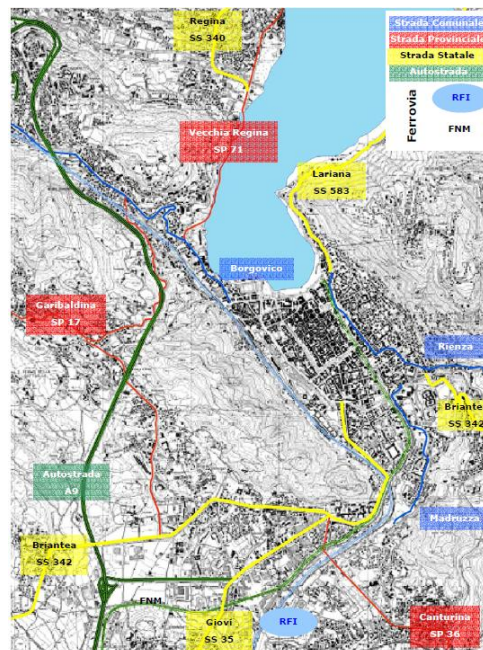 Regina
SS 340
Strada Comunale
Strada Provinciale
Strada Statale
Autostrada
Ferrovia
RFI
FNM
Vecchia Regina
SP 71
Lariana
SS 583
Borgovico
Garibaldina
SP 17
Rienza
Briantea
SS 342
Autostrada
A9
Madruzza
Briantea
SS 342
FNM
Giovi
SS 35
RFI
Canturina
SP 36